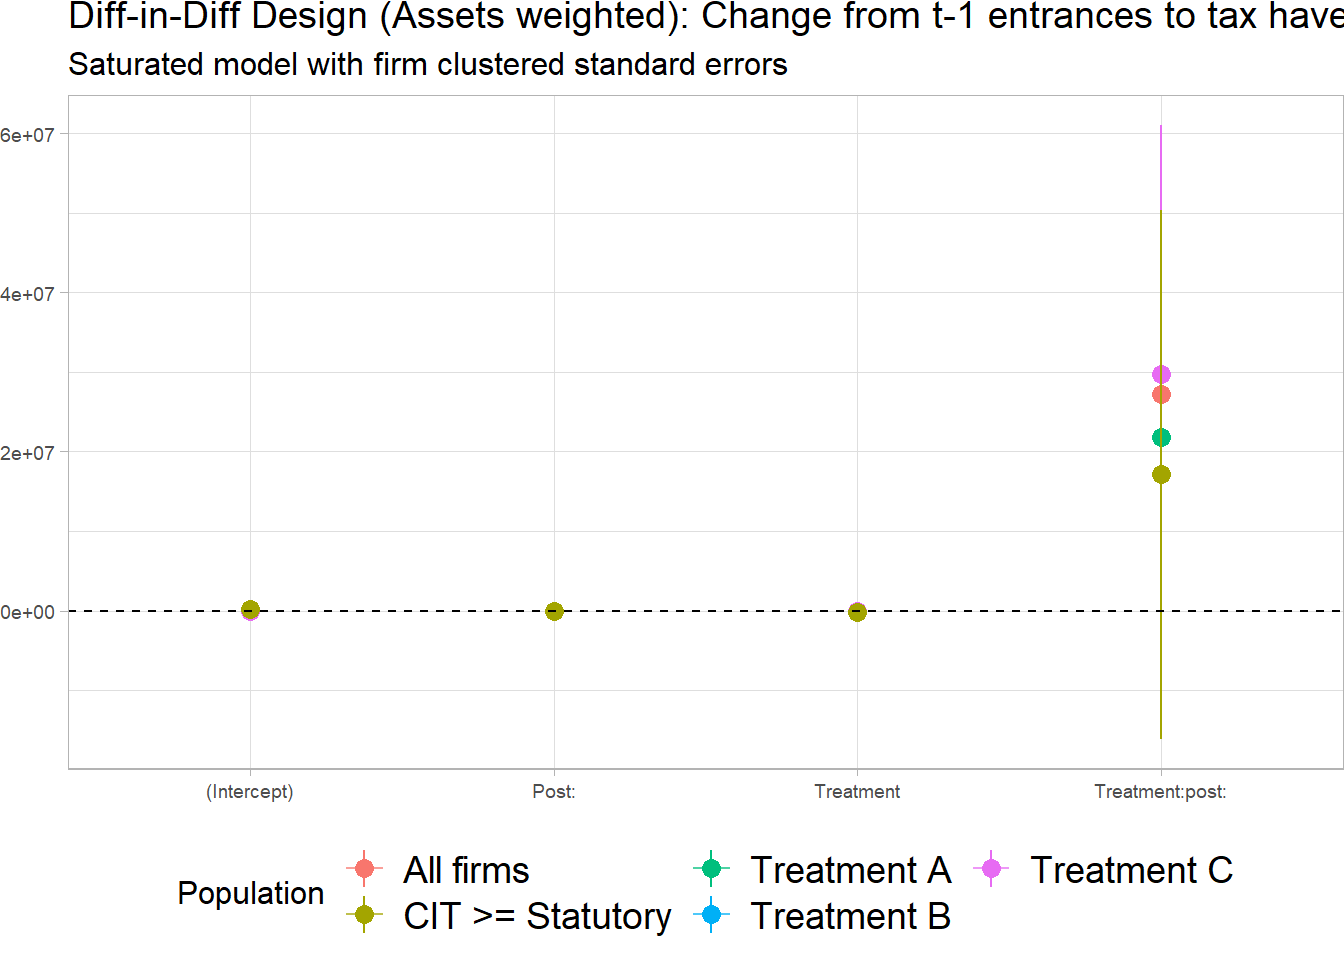 Diff-in-Diff Design (Assets weighted): Change from t-1 entrances to tax have
Saturated model with firm clustered standard errors
6e+07
4e+07
2e+07
0e+00
(Intercept) Post: Treatment Treatment:post:
Population
All firms Treatment A Treatment C
CIT >= Statutory Treatment B